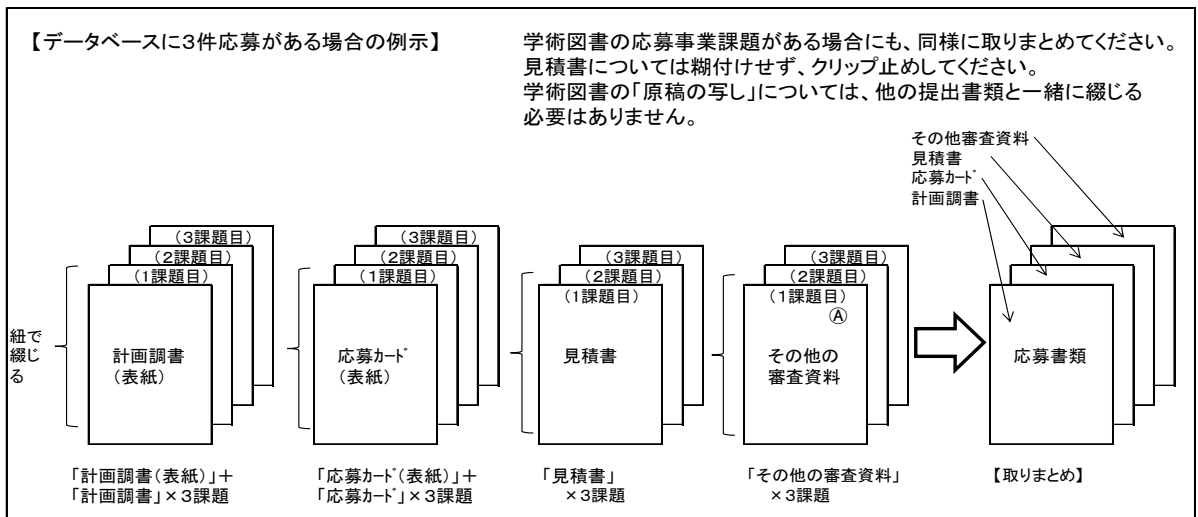 【データベースに3件応募がある場合の例示】
学術図書の応募事業課題がある場合にも、同様に取りまとめてください。
見積書については糊付けせず、クリップ止めしてください。
学術図書の「原稿の写し」については、他の提出書類と一緒に綴じる
必要はありません。
その他審査資料
見積書
応募カード
計画調書
(3課題目)
(2課題目)
(1課題目)
計画調書
(表紙)
紐で
綴じ
る
(3課題目)
(2課題目)
(1課題目)
応募カード
(表紙)
(3課題目)
(2課題目)
(1課題目)
見積書
(3課題目)
(2課題目)
(1課題目)
Ⓐ
その他の
審査資料
応募書類
「計画調書(表紙)」+
「計画調書」×3課題
「応募カード(表紙)」+
「応募カード」×3課題
「見積書」
×3課題
「その他の審査資料」
×3課題
【取りまとめ】